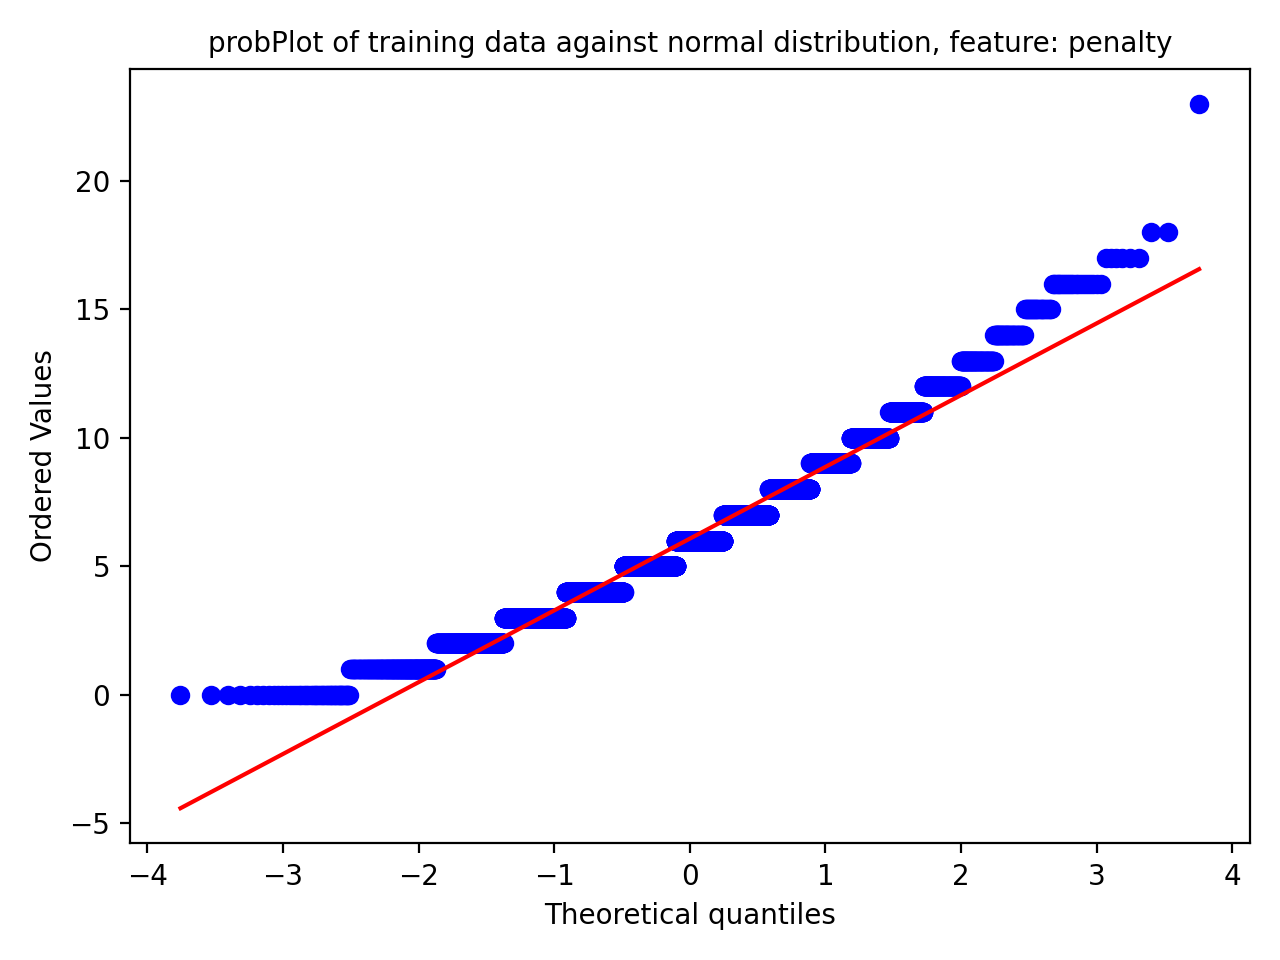 probPlot of training data against normal distribution, feature: penalty
Ordered Values
20
15
10
5
0
−5
−4 −3 −2 −1 0 1 2 3 4
Theoretical quantiles